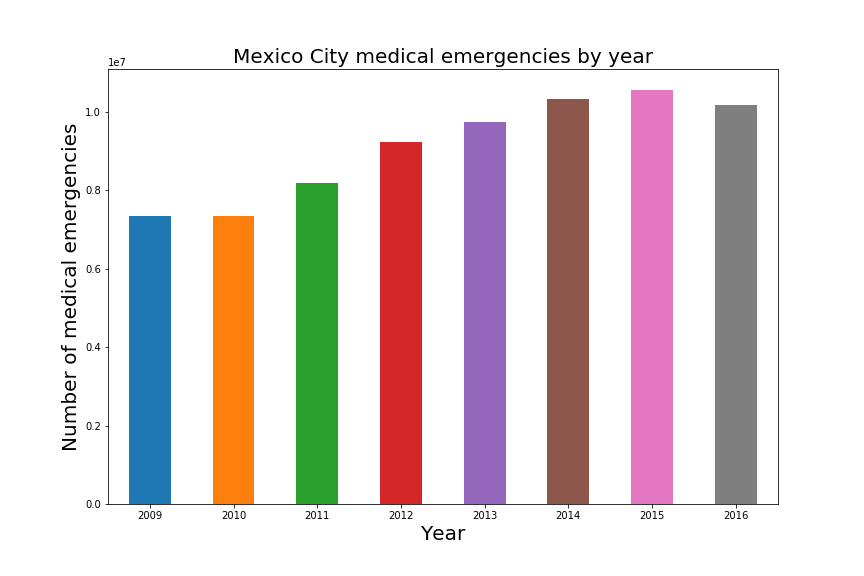 Mexico City medical emergencies by year
1e7
1.0
0.8
0.6
0.4
0.2
0.0
Number of medical emergencies
2009 2010 2011 2012 2013 2014 2015 2016
Year